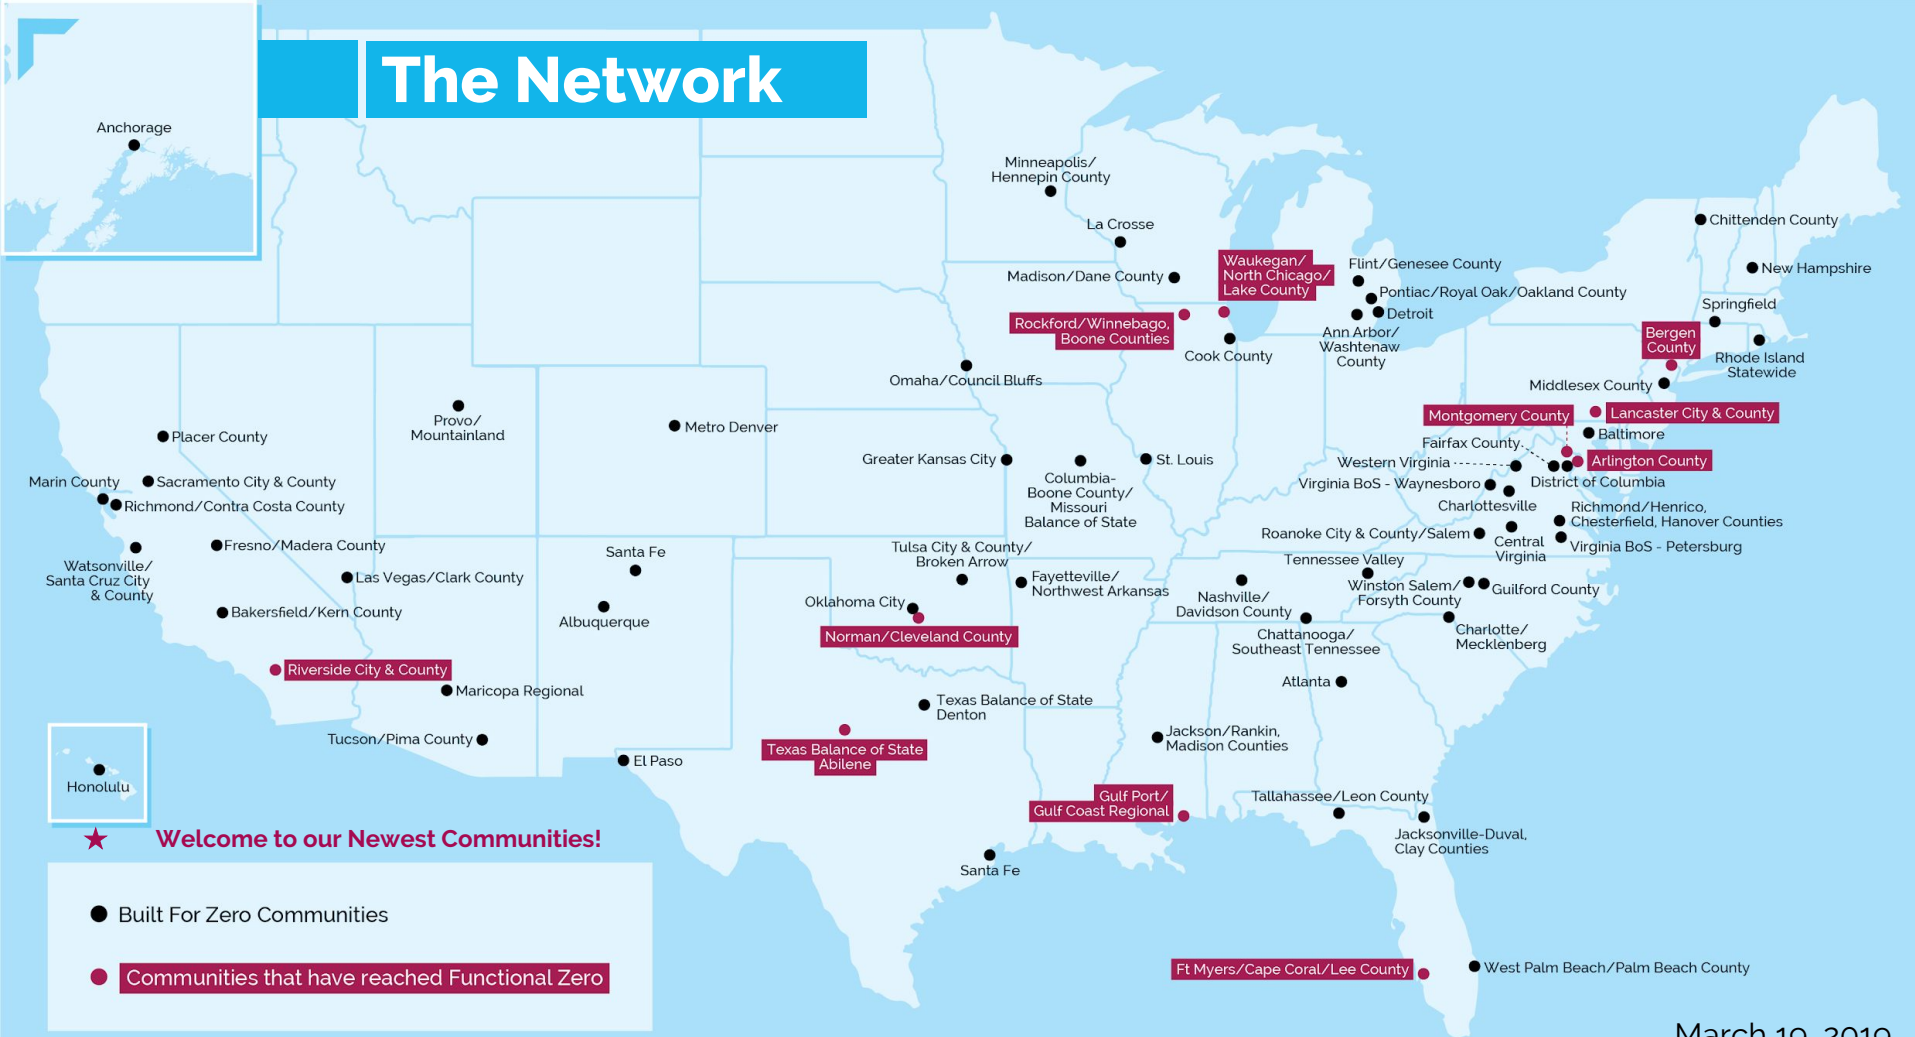 The Network
Anchorage
Minneapolis/
Hennepin County
La Crosse
Madison/Dane County
Waukegan/
North Chicago/
Lake County
Rockford/Winnebago,
Boone Counties
Cook County
Flint/Genesee County
Pontiac/Royal Oak/Oakland County
Detroit
Ann Arbor/
Washtenaw
County
Chittenden County
New Hampshire
Springfield
Bergen
County
Rhode Island
Statewide
Middlesex County
Omaha/Council Bluffs
Provo/
Mountainland
Metro Denver
Placer County
Marin County
Sacramento City & County
Richmond/Contra Costa County
Greater Kansas City
Columbia-
Boone County/
Missouri
Balance of State
St. Louis
Montgomery County
Lancaster City & County
Baltimore
Fairfax County
Western Virginia
Arlington County
Virginia BoS - Waynesboro
District of Columbia
Charlottesville
Richmond/Henrico,
Chesterfield, Hanover Counties
Roanoke City & County/Salem
Central
Virginia
Virginia BoS - Petersburg
Fresno/Madera County
Watsonville/
Santa Cruz City
& County
Las Vegas/Clark County
Bakersfield/Kern County
Santa Fe
Albuquerque
Tulsa City & County/
Broken Arrow
Fayetteville/
Northwest Arkansas
Oklahoma City
Norman/Cleveland County
Tennessee Valley
Nashville/
Davidson County
Winston Salem/
Forsyth County
Guilford County
Chattanooga/
Southeast Tennessee
Charlotte/
Mecklenberg
Riverside City & County
Maricopa Regional
Tucson/Pima County
El Paso
Texas Balance of State
Denton
Texas Balance of State
Abilene
Atlanta
Jackson/Rankin,
Madison Counties
Gulf Port/
Gulf Coast Regional
Tallahassee/Leon County
Jacksonville-Duval,
Clay Counties
Santa Fe
Honolulu
Ft Myers/Cape Coral/Lee County
West Palm Beach/Palm Beach County
Welcome to our Newest Communities!
Built For Zero Communities
Communities that have reached Functional Zero
March 19, 2019